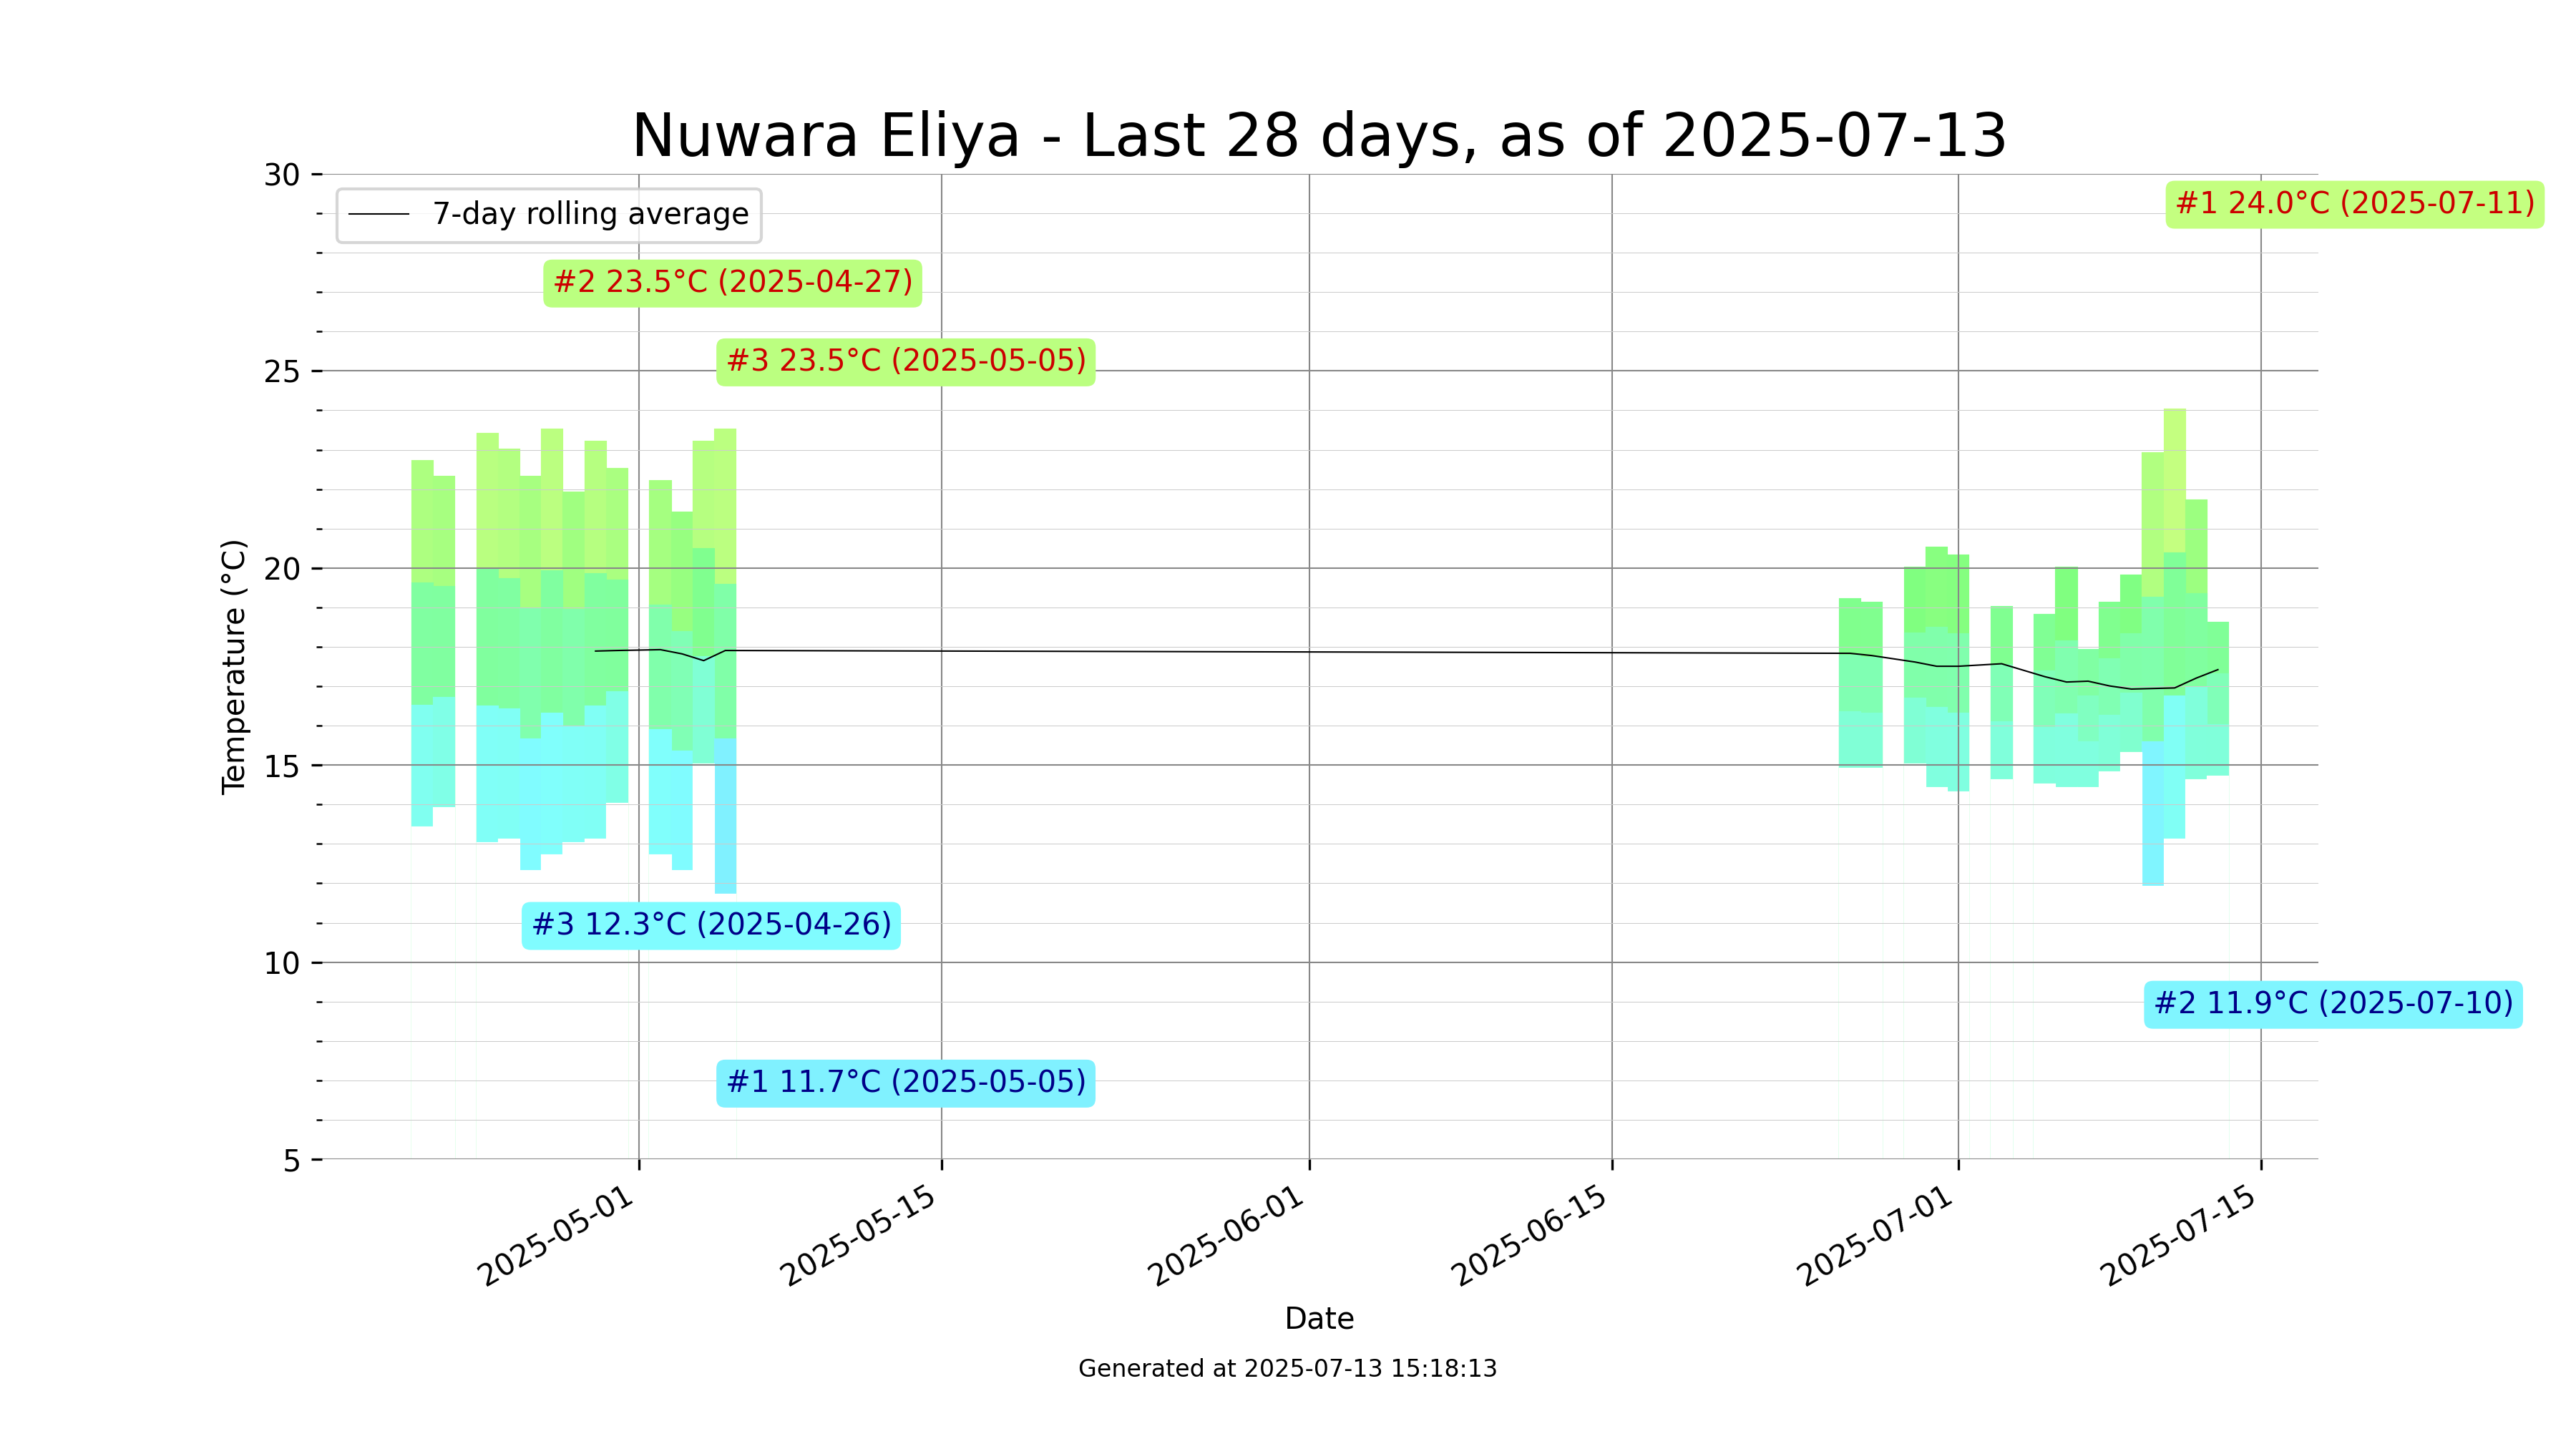 Nuwara Eliya - Last 28 days, as of 2025-07-13
30
7-day rolling average
#1 24.0°C (2025-07-11)
#2 23.5°C (2025-04-27)
#3 23.5°C (2025-05-05)
25
20
Temperature (°C)
15
#3 12.3°C (2025-04-26)
10
#2 11.9°C (2025-07-10)
#1 11.7°C (2025-05-05)
5
2025-05-01
2025-05-15
2025-06-01
2025-06-15
2025-07-01
2025-07-15
Date
Generated at 2025-07-13 15:18:13